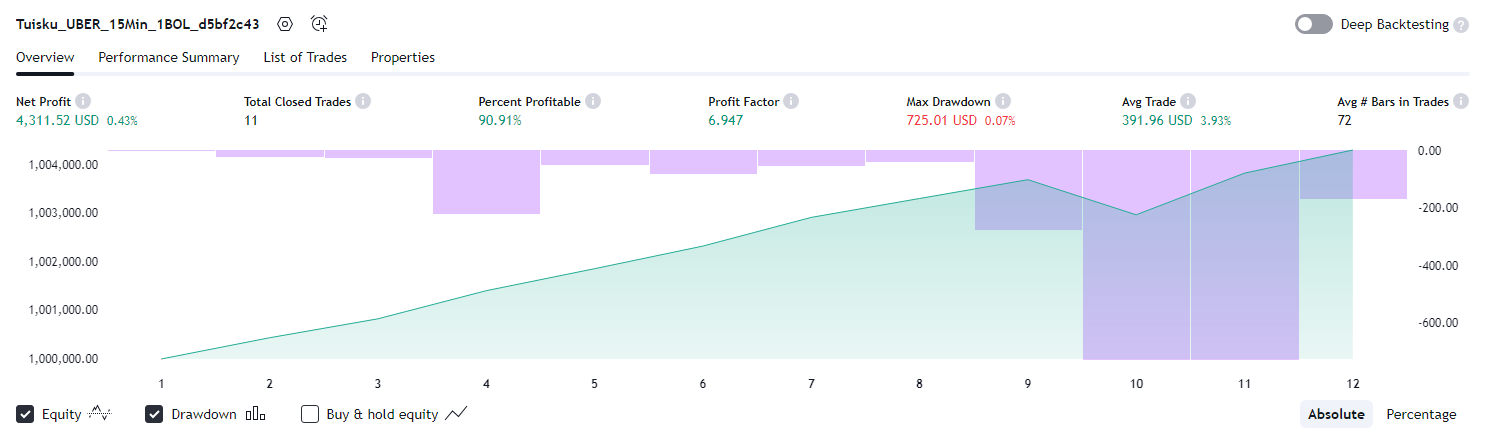 Tuisku_UBER_15Min_1BOL_d5bf2c43
Deep Backtesting
Overview Performance Summary List of Trades Properties
Net Profit Total Closed Trades Percent Profitable Profit Factor Max Drawdown Avg Trade Avg # Bars in Trades
4,311.52 USD 0.43% 11 90.91% 6.947 725.01 USD 0.07% 391.96 USD 3.93% 72
1,004,000.00 0.00
1,003,000.00 -200.00
1,002,000.00 -400.00
1,001,000.00 -600.00
1,000,000.00
1 2 3 4 5 6 7 8 9 10 11 12
Equity Drawdown Buy & hold equity Absolute Percentage